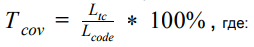 T_cov = L_tc / L_code * 100% , где: